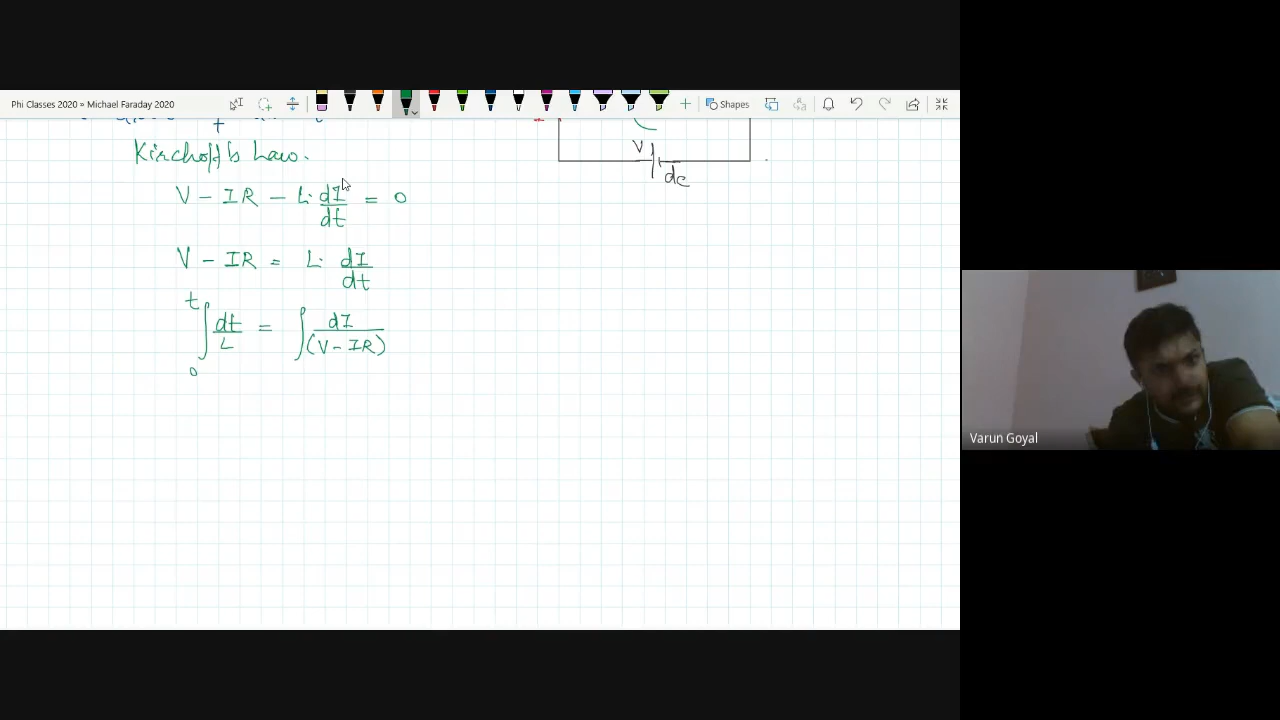 Phi Classes 2020 » Michael Faraday 2020
Shapes
Kirchoff's Law.
V
dc
V - IR - L dI/dt = 0
V - IR = L dI/dt
∫₀ᵗ dt/L = ∫ dI/(V - IR)
Varun Goyal